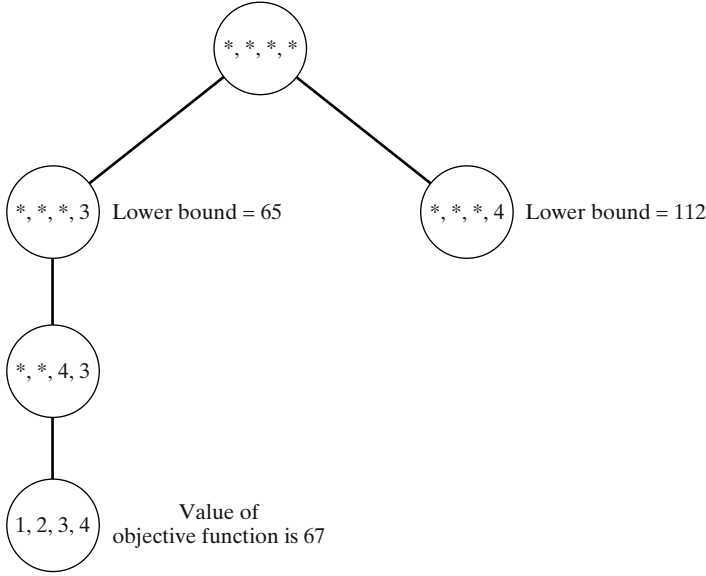 *, *, *, *
*, *, *, 3
Lower bound = 65
*, *, *, 4
Lower bound = 112
*, *, 4, 3
1, 2, 3, 4
Value of
objective function is 67